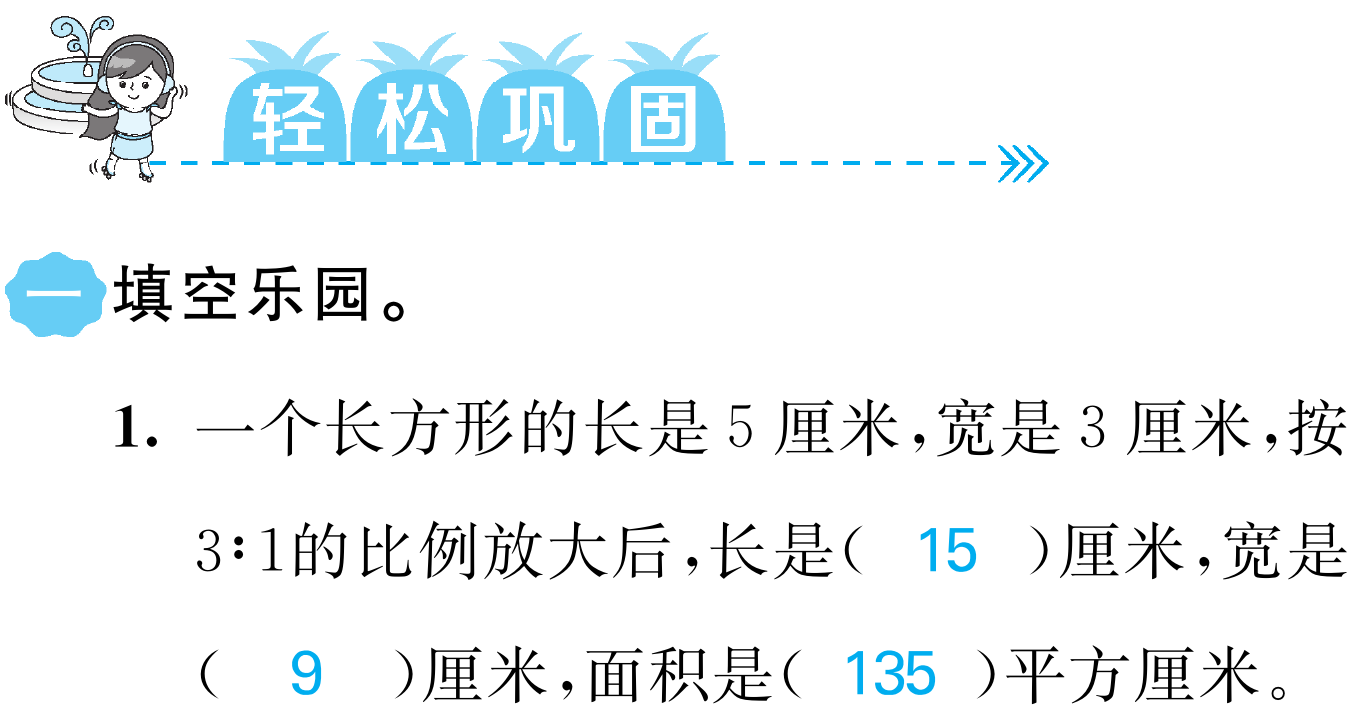 轻松巩固
一 填空乐园。
1. 一个长方形的长是5厘米,宽是3厘米,按
3∶1的比例放大后,长是( 15 )厘米,宽是
( 9 )厘米,面积是( 135 )平方厘米。